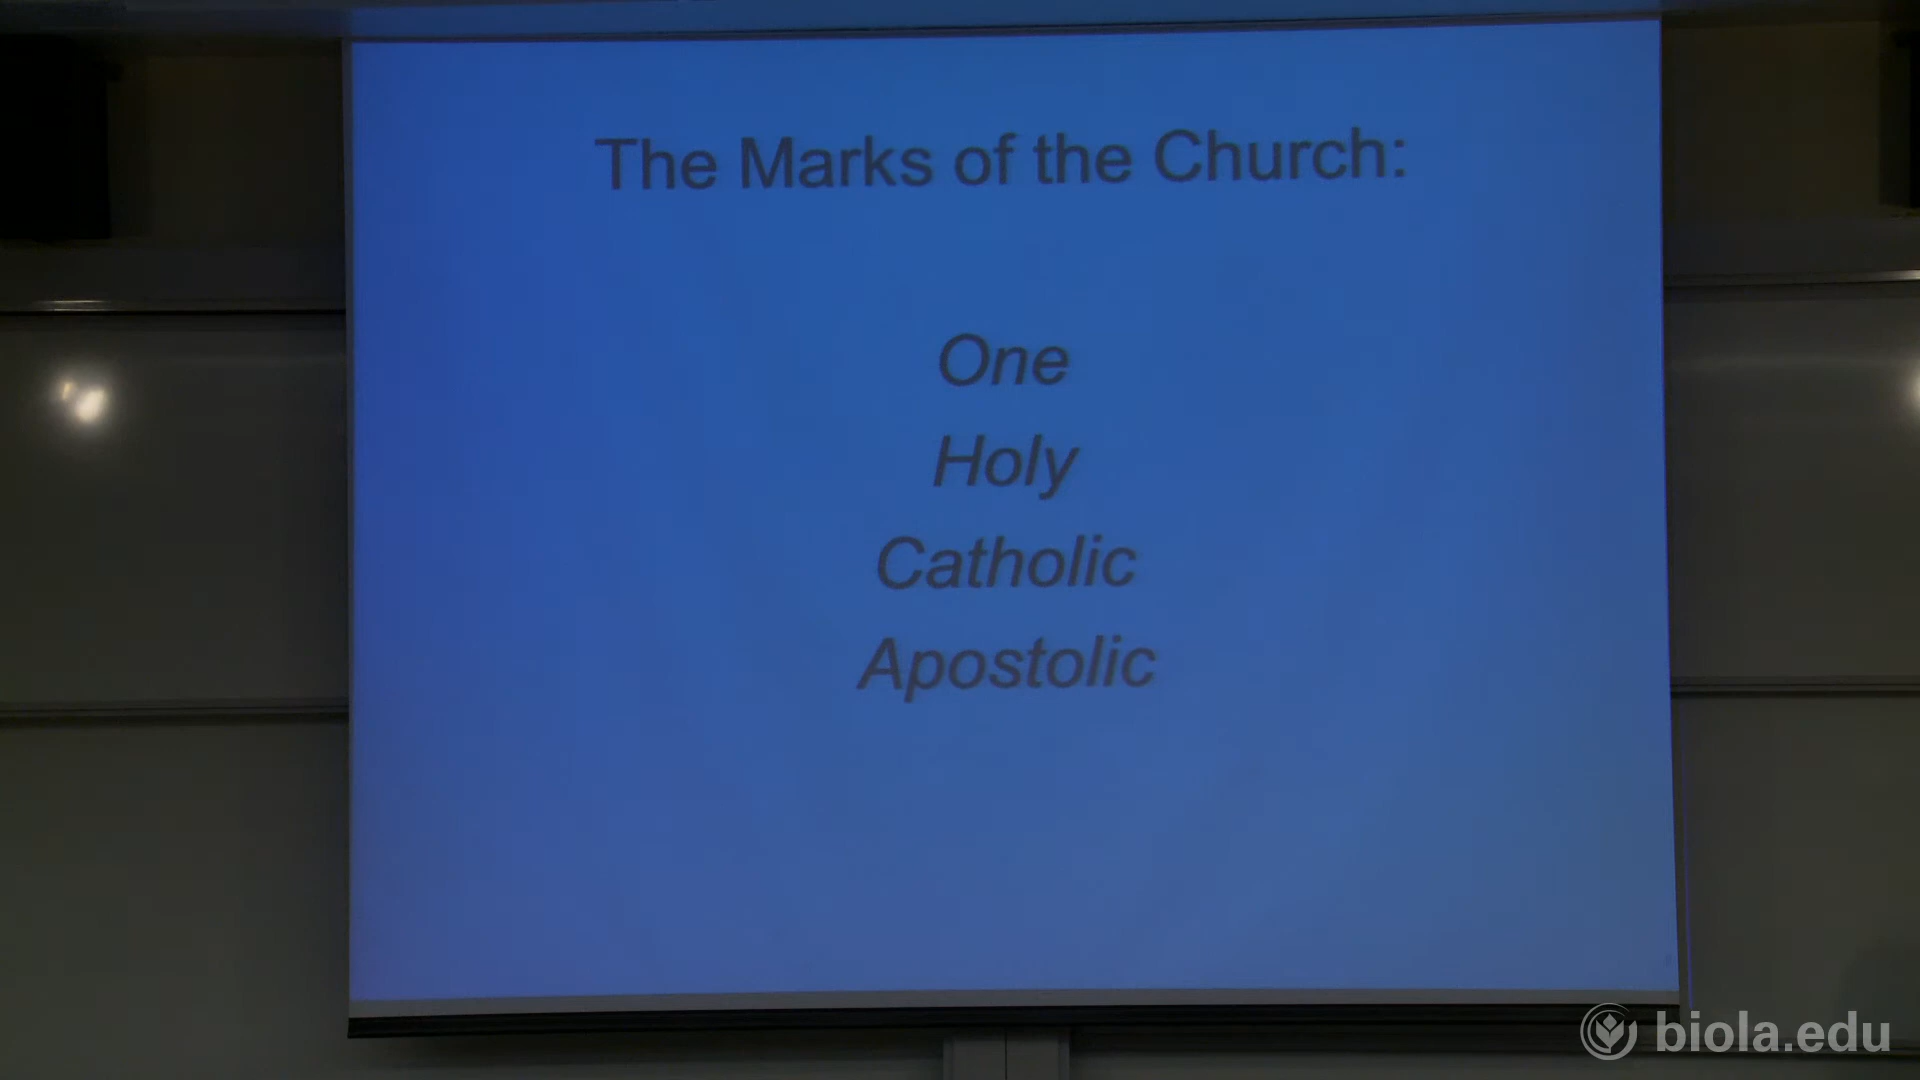 The Marks of the Church:
One
Holy
Catholic
Apostolic
biola.edu